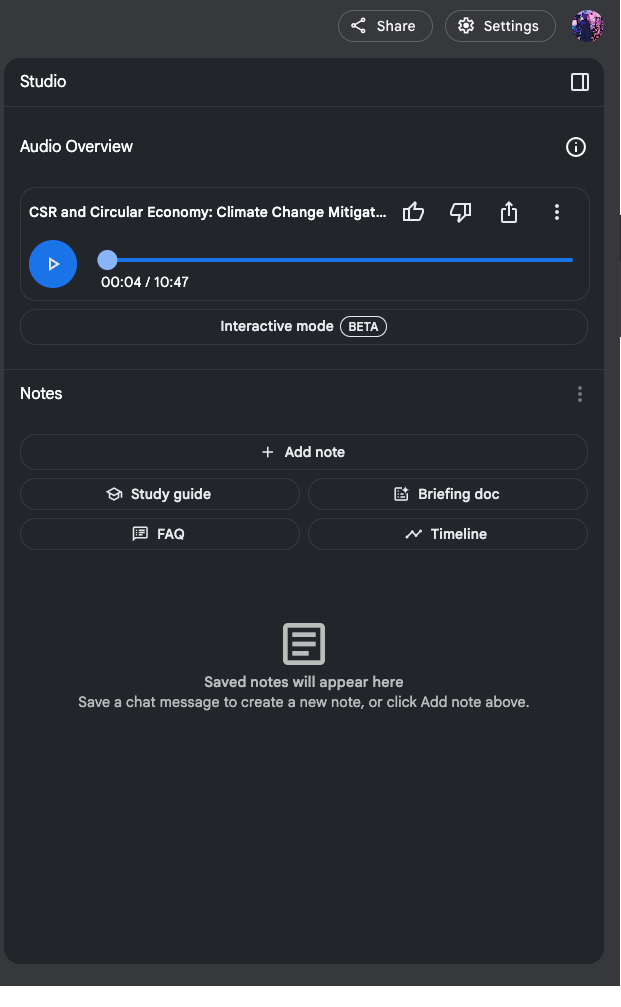 Share
Settings
Studio
Audio Overview
CSR and Circular Economy: Climate Change Mitigat...
00:04 / 10:47
Interactive mode BETA
Notes
Add note
Study guide
Briefing doc
FAQ
Timeline
Saved notes will appear here
Save a chat message to create a new note, or click Add note above.